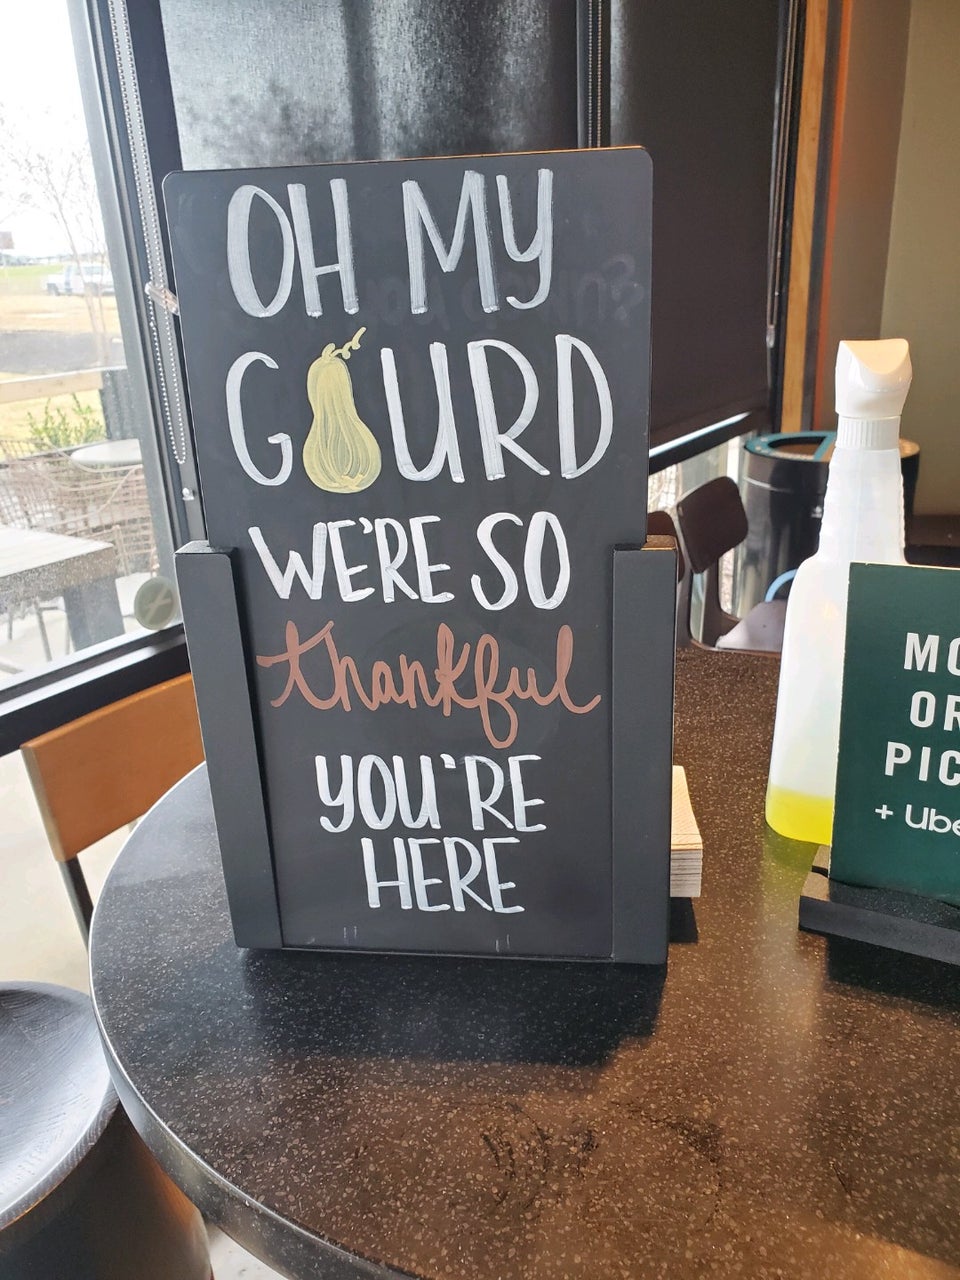 OH MY
GOURD
WE'RE SO
thankful
YOU'RE
HERE
MO
OR
PIC
+ Ube